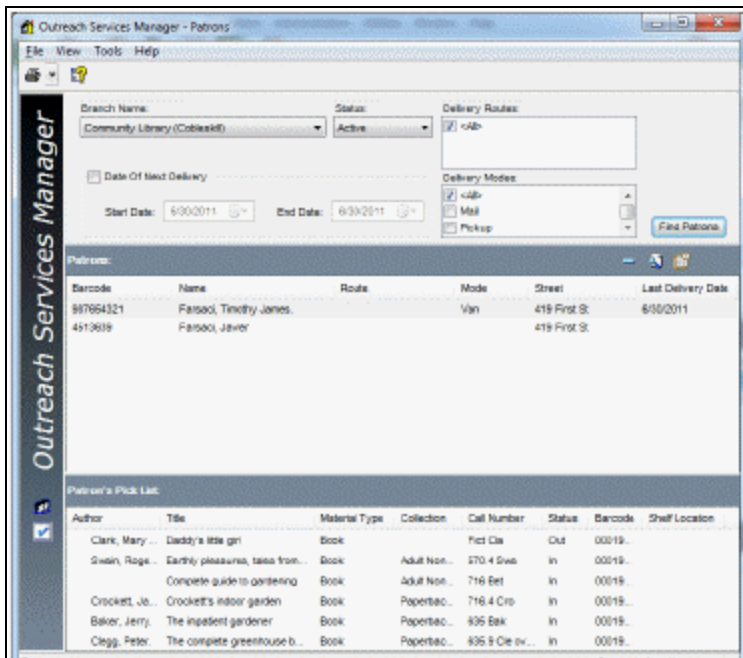 Outreach Services Manager - Patrons
File View Tools Help
Outreach Services Manager
Branch Name: Status: Delivery Routes:
Community Library (Cobleskill) Active <All>
Date Of Next Delivery Delivery Modes:
<All>
Start Date: 6/30/2011 End Date: 6/30/2011 Mail
Pickup Find Patrons
Patrons:
Barcode Name Route Mode Street Last Delivery Date
987654321 Farsaci, Timothy James. Van 419 First St 6/30/2011
4513639 Farsaci, Javier 419 First St
Patron's Pick List:
Author Title Material Type Collection Call Number Status Barcode Shelf Location
Clark, Mary ... Daddy's little girl Book Fict Cla Out 00019...
Swain, Roge... Earthly pleasures, tales from... Book Adult Non... 570.4 Swa In 00019...
Complete guide to gardening Book Adult Non... 716 Bet In 00019...
Crockett, Ja... Crockett's indoor garden Book Paperbac... 716.4 Cro In 00019...
Baker, Jerry. The impatient gardener Book Paperbac... 635 Bak In 00019...
Clegg, Peter. The complete greenhouse b... Book Paperbac... 635.9 Cle ov... In 00019...